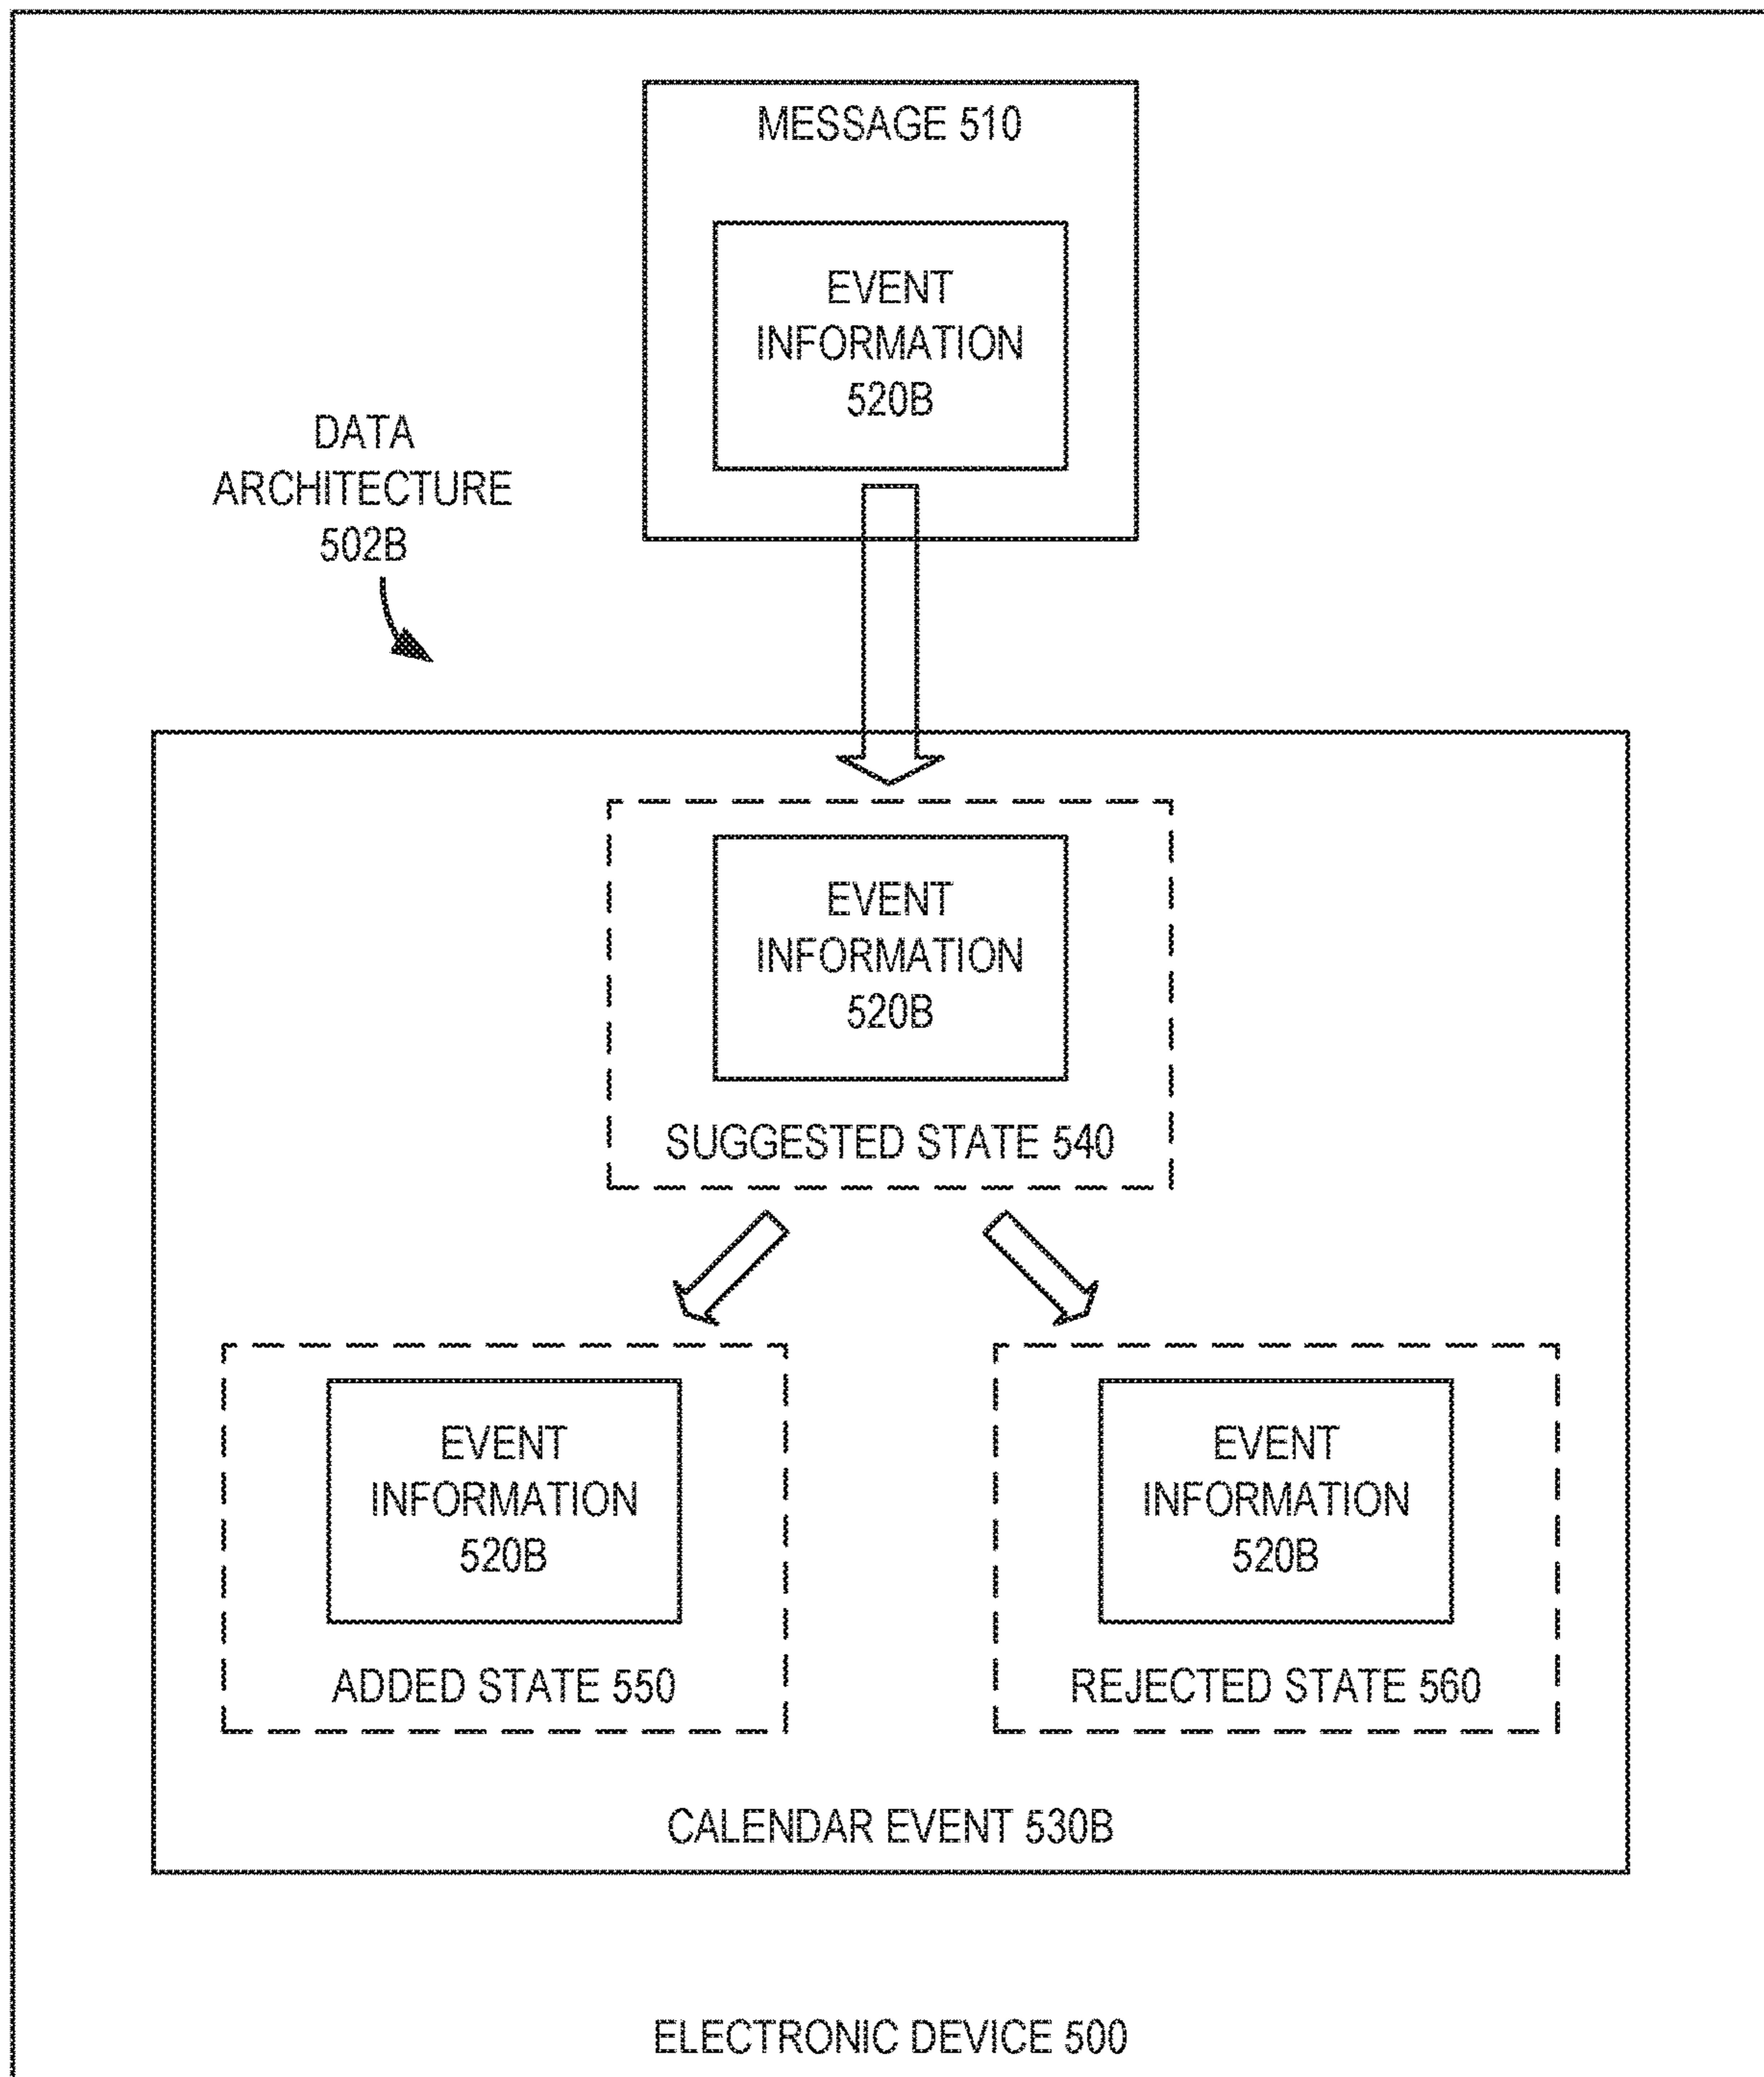 MESSAGE 510
EVENT
INFORMATION
520B
DATA
ARCHITECTURE
502B
EVENT
INFORMATION
520B
SUGGESTED STATE 540
EVENT
INFORMATION
520B
ADDED STATE 550
EVENT
INFORMATION
520B
REJECTED STATE 560
CALENDAR EVENT 530B
ELECTRONIC DEVICE 500